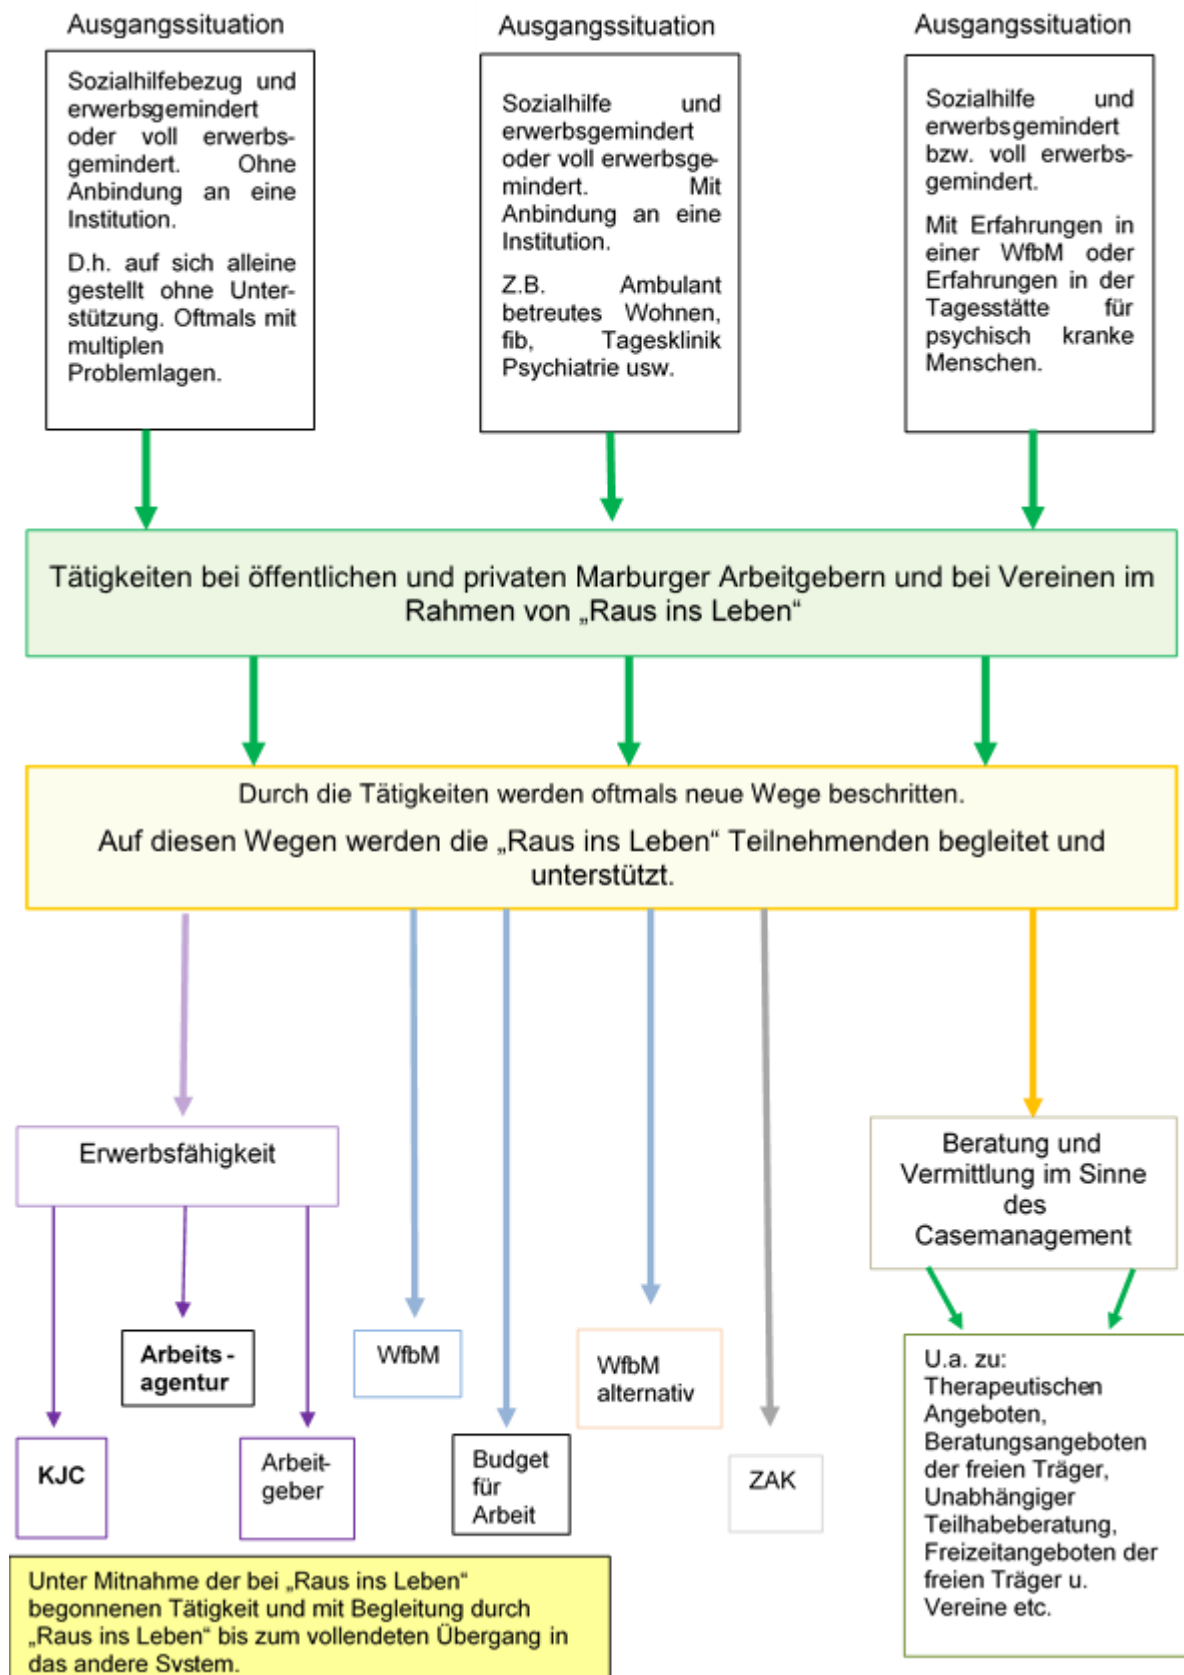 Ausgangssituation
Sozialhilfebezug und
erwerbsgemindert
oder voll erwerbs-
gemindert. Ohne
Anbindung an eine
Institution.
D.h. auf sich alleine
gestellt ohne Unter-
stützung. Oftmals mit
multiplen
Problemlagen.
Ausgangssituation
Sozialhilfe und
erwerbsgemindert
oder voll erwerbsge-
mindert. Mit
Anbindung an eine
Institution.
Z.B. Ambulant
betreutes Wohnen,
fib, Tagesklinik
Psychiatrie usw.
Ausgangssituation
Sozialhilfe und
erwerbsgemindert
bzw. voll erwerbs-
gemindert.
Mit Erfahrungen in
einer WfbM oder
Erfahrungen in der
Tagesstätte für
psychisch kranke
Menschen.
Tätigkeiten bei öffentlichen und privaten Marburger Arbeitgebern und bei Vereinen im
Rahmen von „Raus ins Leben“
Durch die Tätigkeiten werden oftmals neue Wege beschritten.
Auf diesen Wegen werden die „Raus ins Leben“ Teilnehmenden begleitet und
unterstützt.
Erwerbsfähigkeit
Arbeits -
agentur
KJC
Arbeit-
geber
WfbM
Budget
für
Arbeit
WfbM
alternativ
ZAK
Beratung und
Vermittlung im Sinne
des
Casemanagement
U.a. zu:
Therapeutischen
Angeboten,
Beratungsangeboten
der freien Träger,
Unabhängiger
Teilhabeberatung,
Freizeitangeboten der
freien Träger u.
Vereine etc.
Unter Mitnahme der bei „Raus ins Leben“
begonnenen Tätigkeit und mit Begleitung durch
„Raus ins Leben“ bis zum vollendeten Übergang in
das andere System.